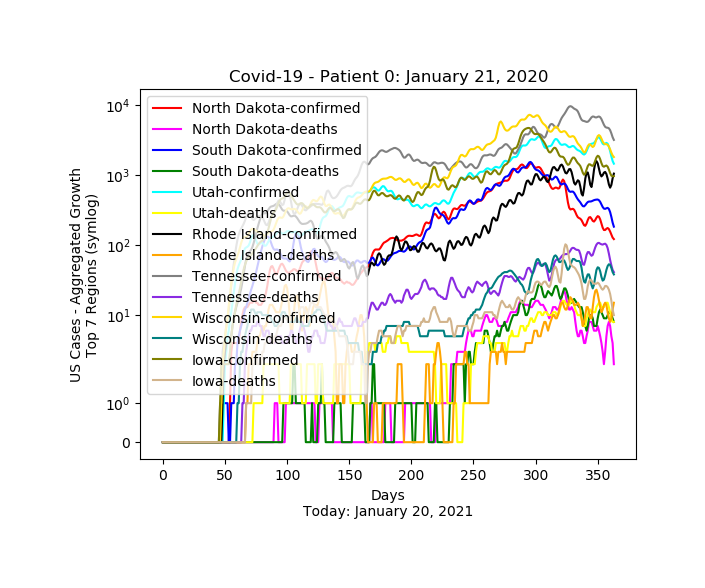 Covid-19 - Patient 0: January 21, 2020
US Cases - Aggregated Growth
Top 7 Regions (symlog)
10^4
10^3
10^2
10^1
10^0
0
North Dakota-confirmed
North Dakota-deaths
South Dakota-confirmed
South Dakota-deaths
Utah-confirmed
Utah-deaths
Rhode Island-confirmed
Rhode Island-deaths
Tennessee-confirmed
Tennessee-deaths
Wisconsin-confirmed
Wisconsin-deaths
Iowa-confirmed
Iowa-deaths
0 50 100 150 200 250 300 350
Days
Today: January 20, 2021